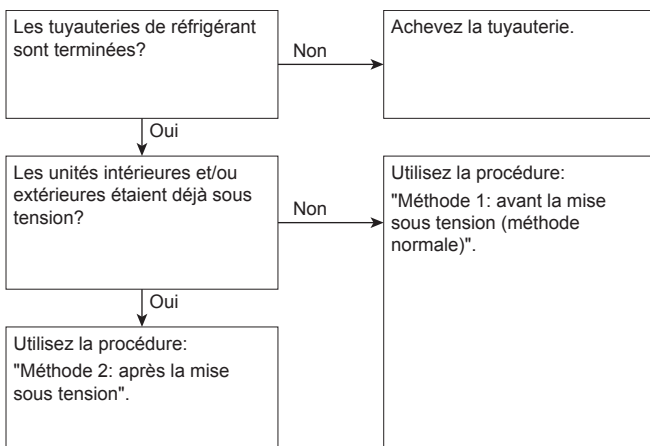 Les tuyauteries de réfrigérant
sont terminées?
Non
Achevez la tuyauterie.
Oui
Les unités intérieures et/ou
extérieures étaient déjà sous
tension?
Non
Utilisez la procédure:
"Méthode 1: avant la mise
sous tension (méthode
normale)".
Oui
Utilisez la procédure:
"Méthode 2: après la mise
sous tension".